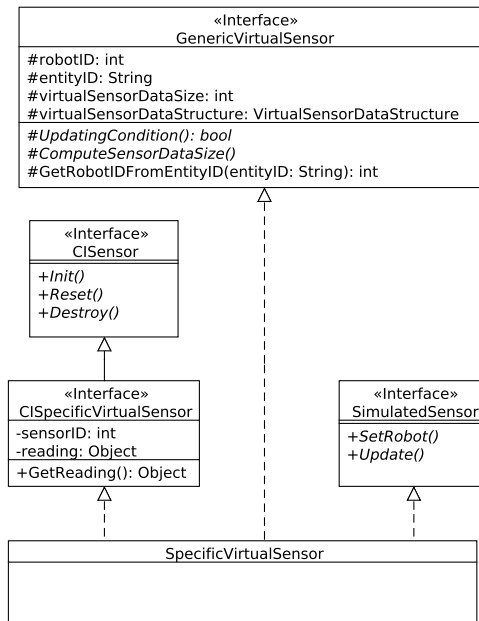 «Interface»
GenericVirtualSensor
#robotID: int
#entityID: String
#virtualSensorDataSize: int
#virtualSensorDataStructure: VirtualSensorDataStructure
#UpdatingCondition(): bool
#ComputeSensorDataSize()
#GetRobotIDFromEntityID(entityID: String): int
«Interface»
CISensor
+Init()
+Reset()
+Destroy()
«Interface»
CISpecificVirtualSensor
-sensorID: int
-reading: Object
+GetReading(): Object
«Interface»
SimulatedSensor
+SetRobot()
+Update()
SpecificVirtualSensor